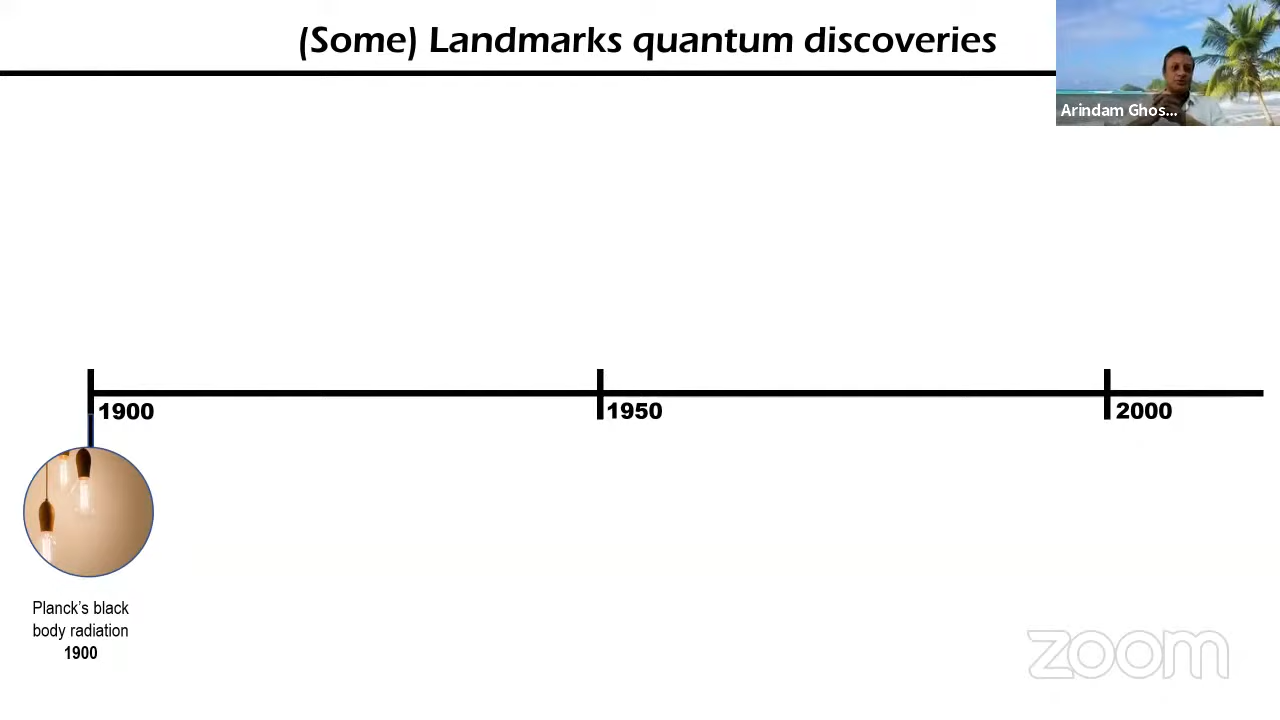 (Some) Landmarks quantum discoveries
Arindam Ghos...
1900
1950
2000
Planck's black
body radiation
1900
zoom